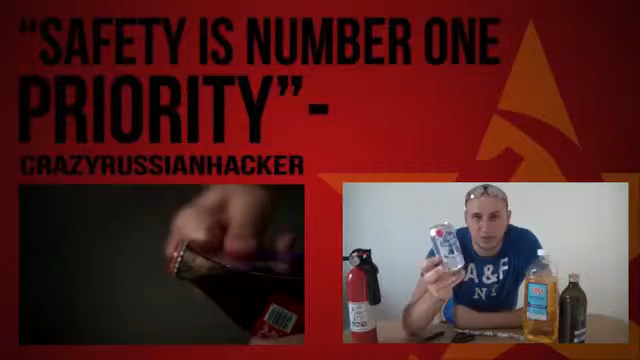 “SAFETY IS NUMBER ONE
PRIORITY”-
CRAZYRUSSIANHACKER
A & F
NY